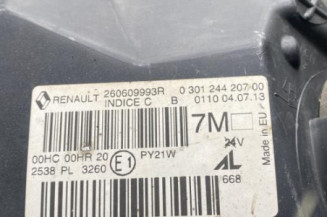 RENAULT 260609993R 0 301 244 207 00
INDICE C B 0110 04.07.13
7M
24V
00HC 00HR 20 E1 PY21W
2538 PL 3260
AL
668
Made in EU